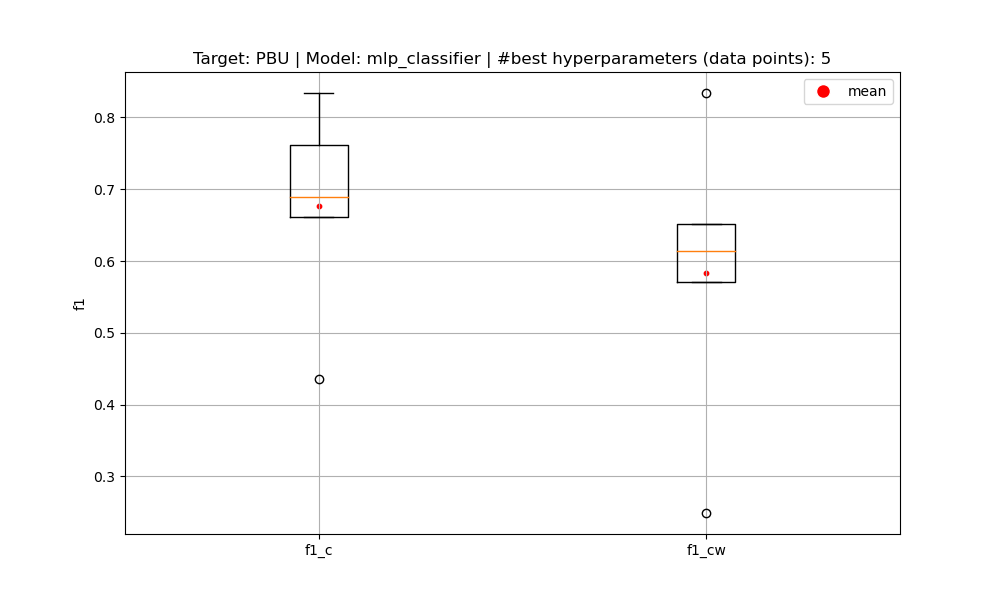 Target: PBU | Model: mlp_classifier | #best hyperparameters (data points): 5
mean
0.8
0.7
0.6
0.5
0.4
0.3
f1
f1_c
f1_cw